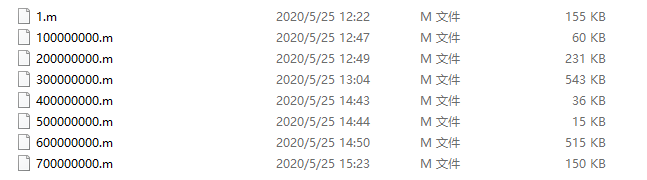 1.m 2020/5/25 12:22 M 文件 155 KB
100000000.m 2020/5/25 12:47 M 文件 60 KB
200000000.m 2020/5/25 12:49 M 文件 231 KB
300000000.m 2020/5/25 13:04 M 文件 543 KB
400000000.m 2020/5/25 14:43 M 文件 36 KB
500000000.m 2020/5/25 14:44 M 文件 15 KB
600000000.m 2020/5/25 14:50 M 文件 515 KB
700000000.m 2020/5/25 15:23 M 文件 150 KB